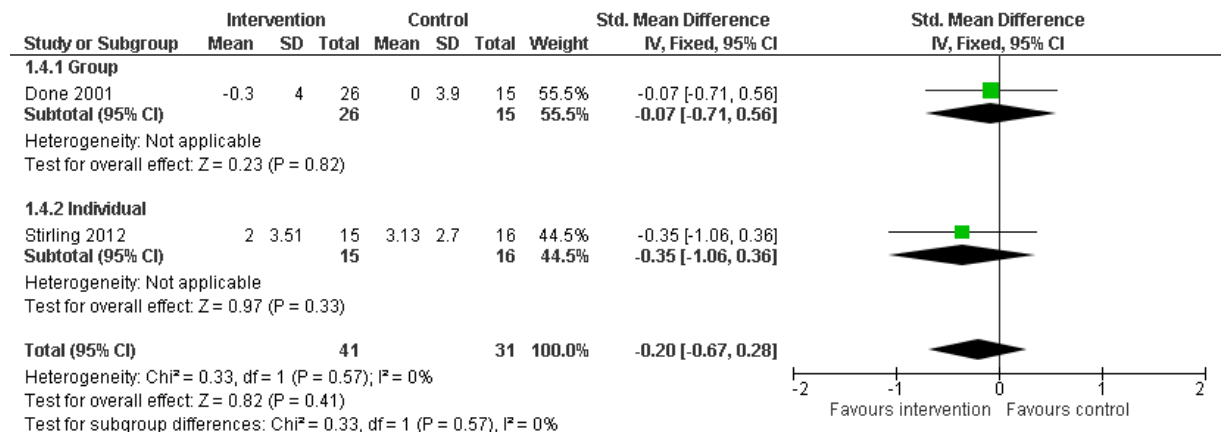 Intervention Control Std. Mean Difference Std. Mean Difference
Study or Subgroup Mean SD Total Mean SD Total Weight IV, Fixed, 95% CI IV, Fixed, 95% CI
1.4.1 Group
Done 2001 -0.3 4 26 0 3.9 15 55.5% -0.07 [-0.71, 0.56]
Subtotal (95% CI) 26 15 55.5% -0.07 [-0.71, 0.56]
Heterogeneity: Not applicable
Test for overall effect: Z = 0.23 (P = 0.82)
1.4.2 Individual
Stirling 2012 2 3.51 15 3.13 2.7 16 44.5% -0.35 [-1.06, 0.36]
Subtotal (95% CI) 15 16 44.5% -0.35 [-1.06, 0.36]
Heterogeneity: Not applicable
Test for overall effect: Z = 0.97 (P = 0.33)
Total (95% CI) 41 31 100.0% -0.20 [-0.67, 0.28]
Heterogeneity: Chi² = 0.33, df = 1 (P = 0.57); I² = 0%
Test for overall effect: Z = 0.82 (P = 0.41)
Test for subgroup differences: Chi² = 0.33, df = 1 (P = 0.57), I² = 0%
-2 -1 0 1 2
Favours intervention Favours control